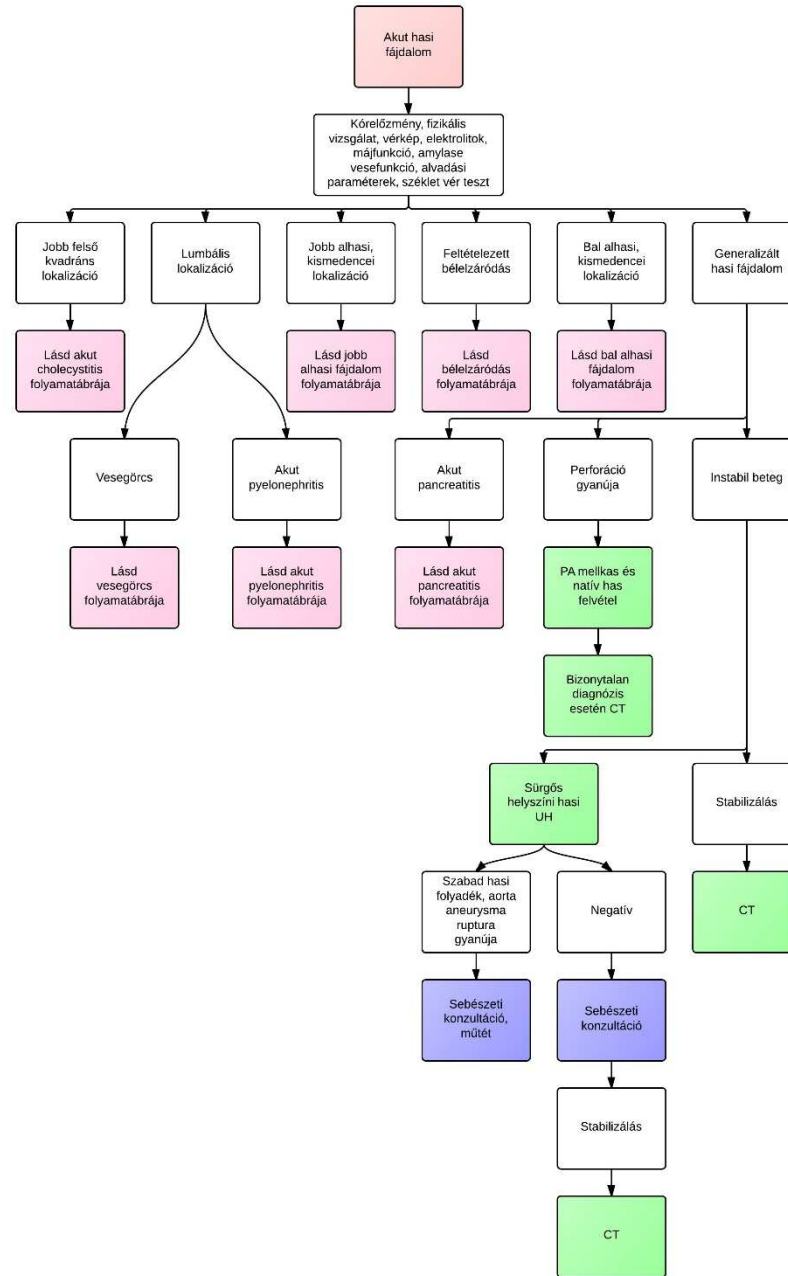 Akut hasi
fájdalom
Kórelőzmény, fizikális
vizsgálat, vérkép, elektrolitok,
májfunkció, amylase
vesefunkció, alvadási
paraméterek, széklet vér teszt
Jobb felső
kvadráns
lokalizáció
Lumbális
lokalizáció
Jobb alhasi,
kismedencei
lokalizáció
Feltételezett
bélelzáródás
Bal alhasi,
kismedencei
lokalizáció
Generalizált
hasi fájdalom
Lásd akut
cholecystitis
folyamatábrája
Lásd jobb
alhasi fájdalom
folyamatábrája
Lásd
bélelzáródás
folyamatábrája
Lásd bal alhasi
fájdalom
folyamatábrája
Vesegörcs
Akut
pyelonephritis
Akut
pancreatitis
Perforáció
gyanúja
Instabil beteg
Lásd
vesegörcs
folyamatábrája
Lásd akut
pyelonephritis
folyamatábrája
Lásd akut
pancreatitis
folyamatábrája
PA mellkas és
natív has
felvétel
Bizonytalan
diagnózis
esetén CT
Sürgős
helyszíni hasi
UH
Stabilizálás
Szabad hasi
folyadék, aorta
aneurysma
ruptura
gyanúja
Negatív
CT
Sebészeti
konzultáció,
műtét
Sebészeti
konzultáció
Stabilizálás
CT